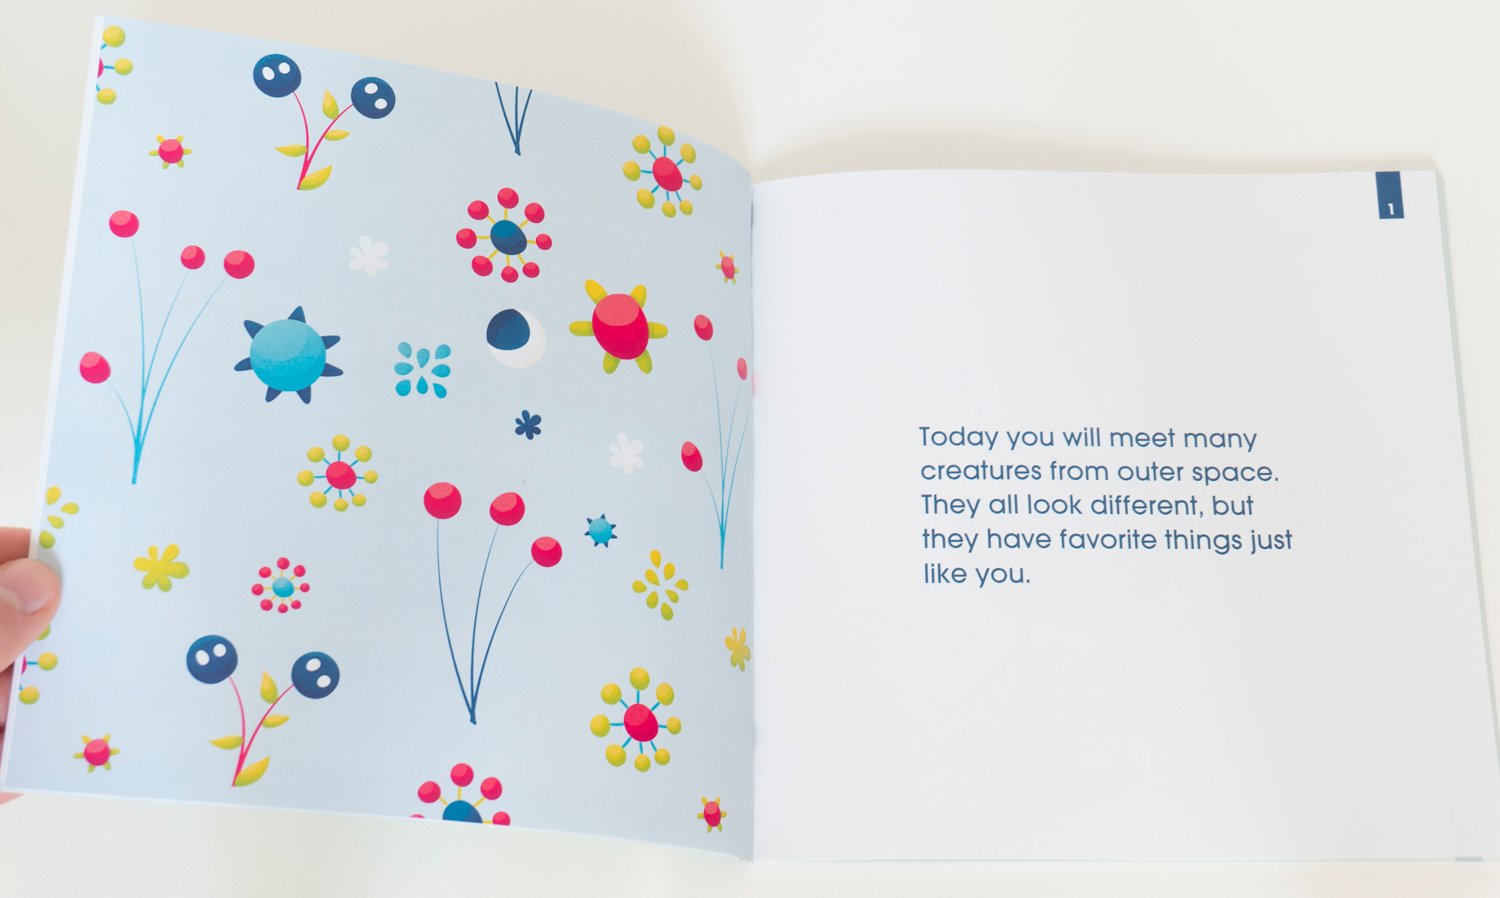 1
Today you will meet many
creatures from outer space.
They all look different, but
they have favorite things just
like you.